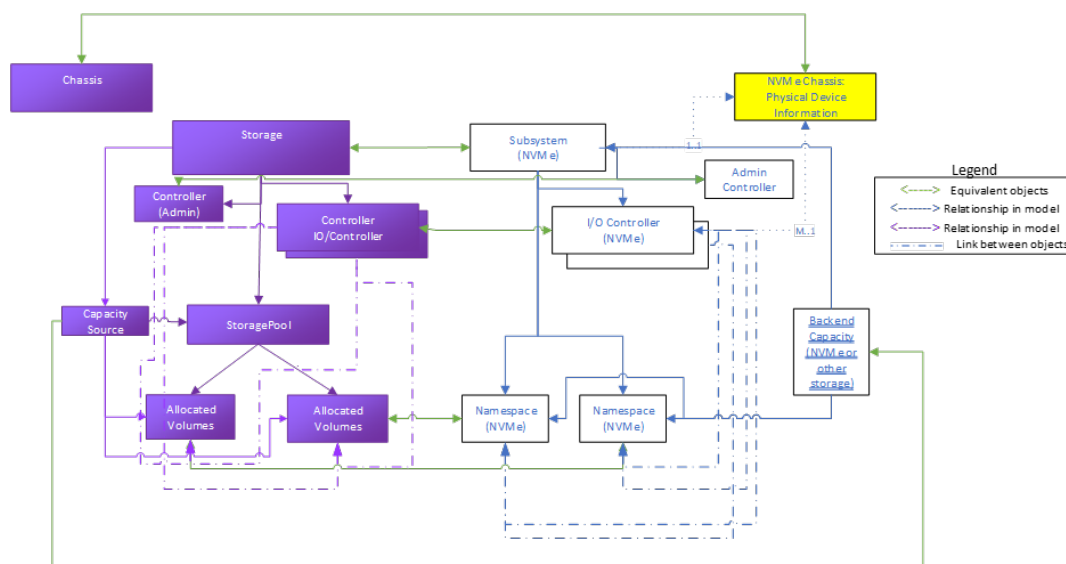 Chassis
NVMe Chassis:
Physical Device
Information
Storage
Subsystem
(NVMe)
1..1
Admin
Controller
Legend
Equivalent objects
Relationship in model
Relationship in model
Link between objects
Controller
(Admin)
Controller
IO/Controller
I/O Controller
(NVMe)
M..1
Capacity
Source
StoragePool
Backend
Capacity
(NVMe or
other
storage)
Allocated
Volumes
Allocated
Volumes
Namespace
(NVMe)
Namespace
(NVMe)